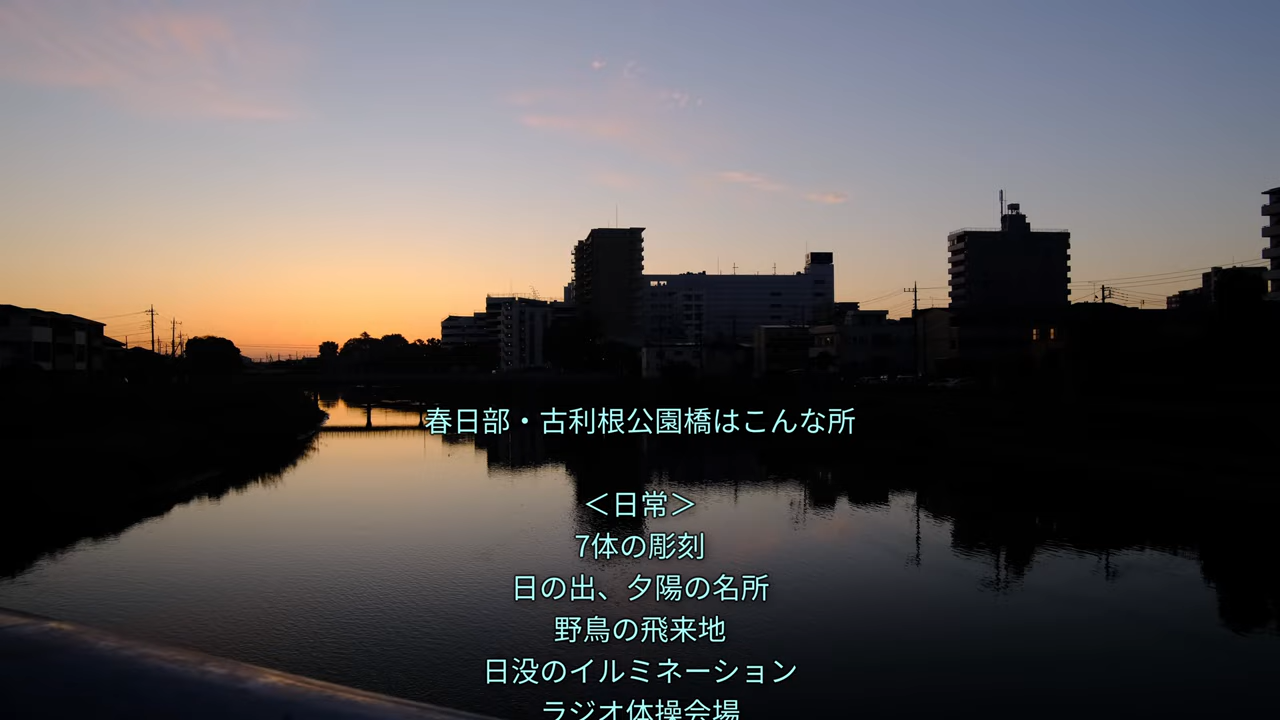 春日部・古利根公園橋はこんな所
＜日常＞
7体の彫刻
日の出、夕陽の名所
野鳥の飛来地
日没のイルミネーション
ラジオ体操会場